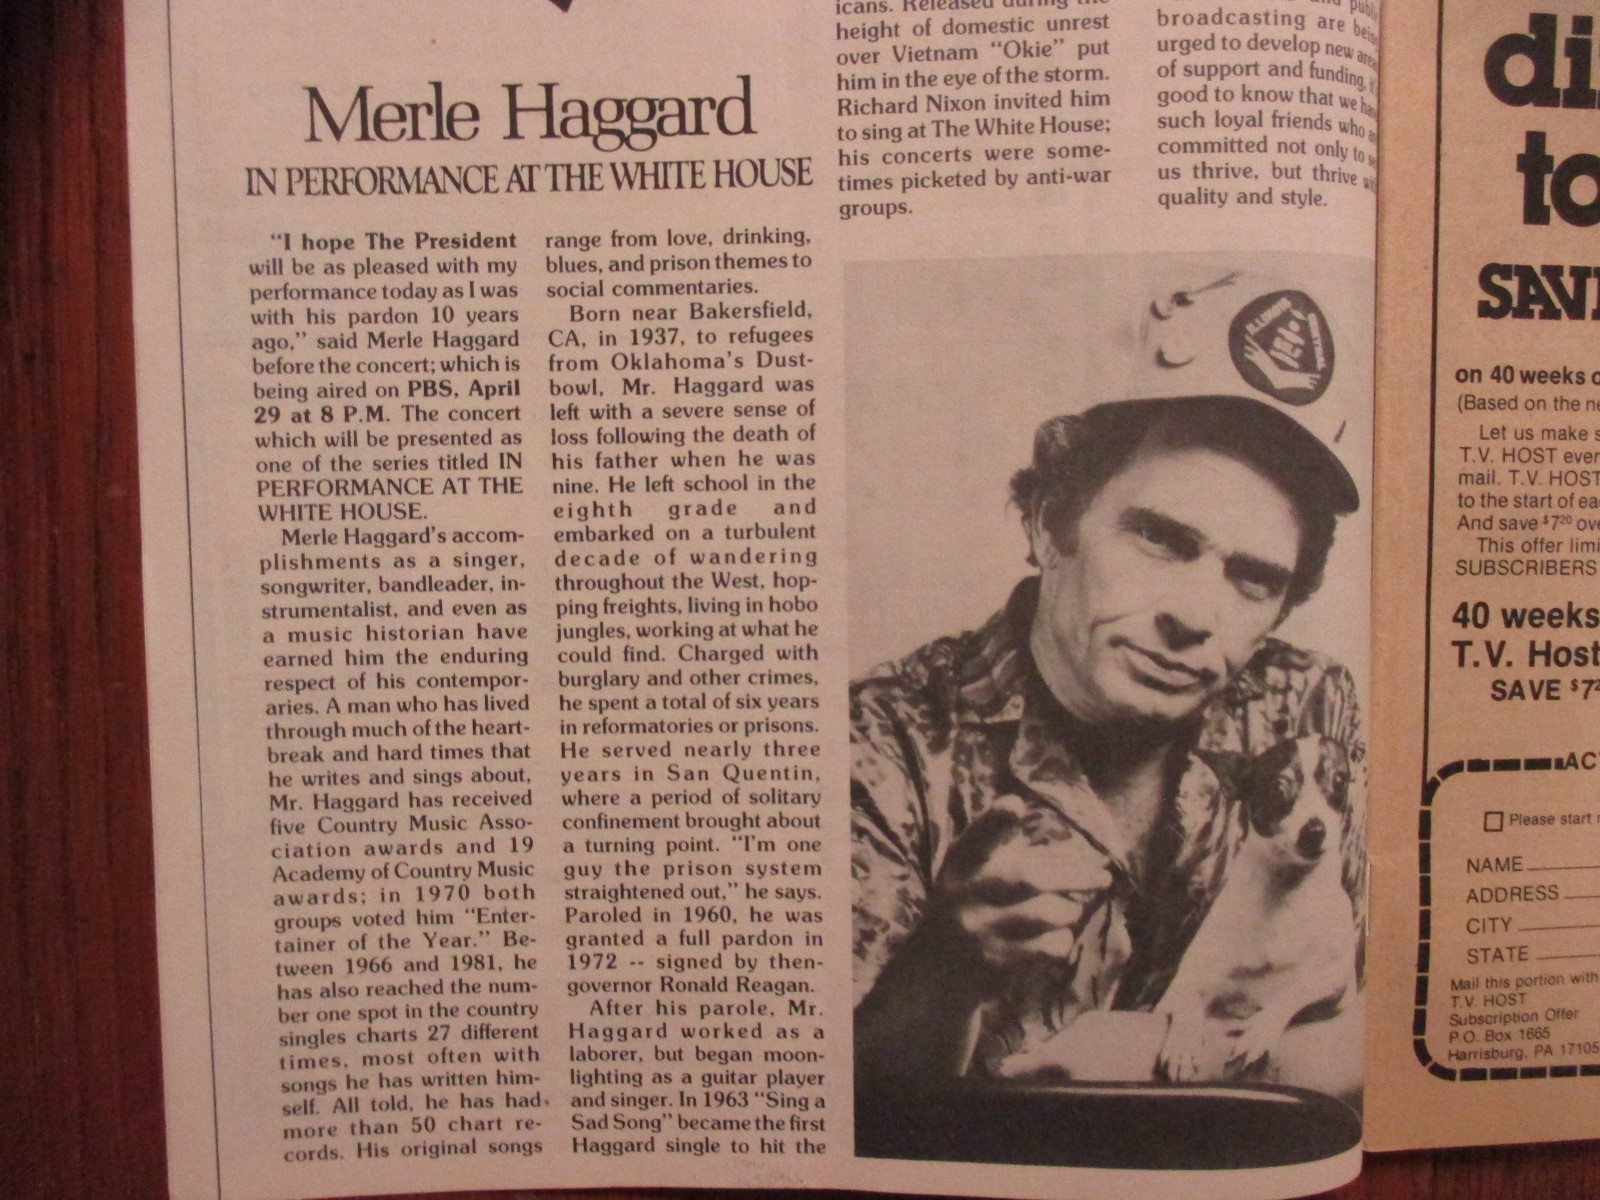 Merle Haggard
IN PERFORMANCE AT THE WHITE HOUSE
"I hope The President
will be as pleased with my
performance today as I was
with his pardon 10 years
ago," said Merle Haggard
before the concert; which is
being aired on PBS, April
29 at 8 P.M. The concert
which will be presented as
one of the series titled IN
PERFORMANCE AT THE
WHITE HOUSE.
Merle Haggard's accom-
plishments as a singer,
songwriter, bandleader, in-
strumentalist, and even as
a music historian have
earned him the enduring
respect of his contempor-
aries. A man who has lived
through much of the heart-
break and hard times that
he writes and sings about,
Mr. Haggard has received
five Country Music Asso-
ciation awards and 19
Academy of Country Music
awards; in 1970 both
groups voted him "Enter-
tainer of the Year." Be-
tween 1966 and 1981, he
has also reached the num-
ber one spot in the country
singles charts 27 different
times, most often with
songs he has written him-
self. All told, he has had
more than 50 chart re-
cords. His original songs
range from love, drinking,
blues, and prison themes to
social commentaries.
Born near Bakersfield,
CA, in 1937, to refugees
from Oklahoma's Dust-
bowl, Mr. Haggard was
left with a severe sense of
loss following the death of
his father when he was
nine. He left school in the
eighth grade and
embarked on a turbulent
decade of wandering
throughout the West, hop-
ping freights, living in hobo
jungles, working at what he
could find. Charged with
burglary and other crimes,
he spent a total of six years
in reformatories or prisons.
He served nearly three
years in San Quentin,
where a period of solitary
confinement brought about
a turning point. "I'm one
guy the prison system
straightened out," he says.
Paroled in 1960, he was
granted a full pardon in
1972 -- signed by then-
governor Ronald Reagan.
After his parole, Mr.
Haggard worked as a
laborer, but began moon-
lighting as a guitar player
and singer. In 1963 "Sing a
Sad Song" became the first
Haggard single to hit the
icans. Released during the
height of domestic unrest
over Vietnam "Okie" put
him in the eye of the storm.
Richard Nixon invited him
to sing at The White House;
his concerts were some-
times picketed by anti-war
groups.
and
broadcasting are being
urged to develop new
of support and funding,
good to know that we
such loyal friends who
committed not only to
us thrive, but thrive
quality and style.
di
to
SAV
on 40 weeks
(Based on the
Let us make
T.V. HOST
mail. T.V. HOST
to the start of
And save $7²⁰
This offer
SUBSCRIBERS
40 weeks
T.V. Host
SAVE $7
AC
Please start
NAME
ADDRESS
CITY
STATE
Mail this portion with
T.V. HOST
Subscription Offer
P.O. Box 1665
Harrisburg, PA 17105